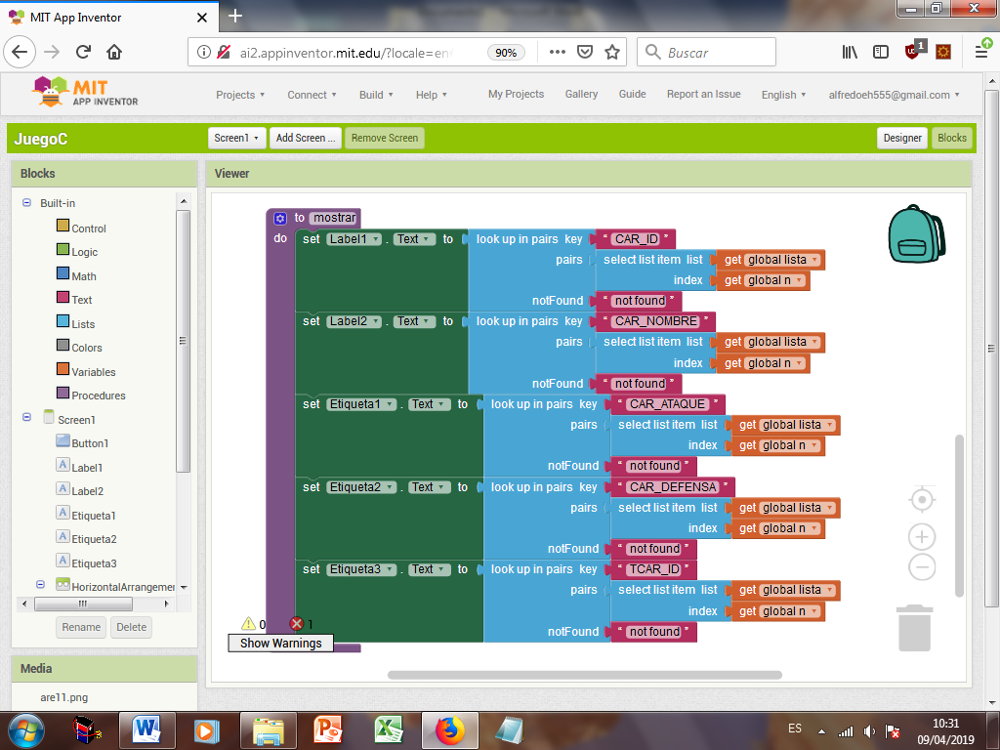 MIT App Inventor
ai2.appinventor.mit.edu/?locale=en
90%
Buscar
1
MIT
APP INVENTOR
Projects
Connect
Build
Help
My Projects
Gallery
Guide
Report an Issue
English
alfredoeh555@gmail.com
JuegoC
Screen1
Add Screen ...
Remove Screen
Designer
Blocks
Blocks
Built-in
Control
Logic
Math
Text
Lists
Colors
Variables
Procedures
Screen1
Button1
A Label1
A Label2
A Etiqueta1
A Etiqueta2
A Etiqueta3
HorizontalArrangemer
Rename
Delete
Media
are11.png
Viewer
to mostrar
do set Label1 . Text to look up in pairs key " CAR_ID "
pairs select list item list get global lista
index get global n
notFound " not found "
set Label2 . Text to look up in pairs key " CAR_NOMBRE "
pairs select list item list get global lista
index get global n
notFound " not found "
set Etiqueta1 . Text to look up in pairs key " CAR_ATAQUE "
pairs select list item list get global lista
index get global n
notFound " not found "
set Etiqueta2 . Text to look up in pairs key " CAR_DEFENSA "
pairs select list item list get global lista
index get global n
notFound " not found "
set Etiqueta3 . Text to look up in pairs key " TCAR_ID "
pairs select list item list get global lista
index get global n
notFound " not found "
0
1
Show Warnings
ES
10:31
09/04/2019